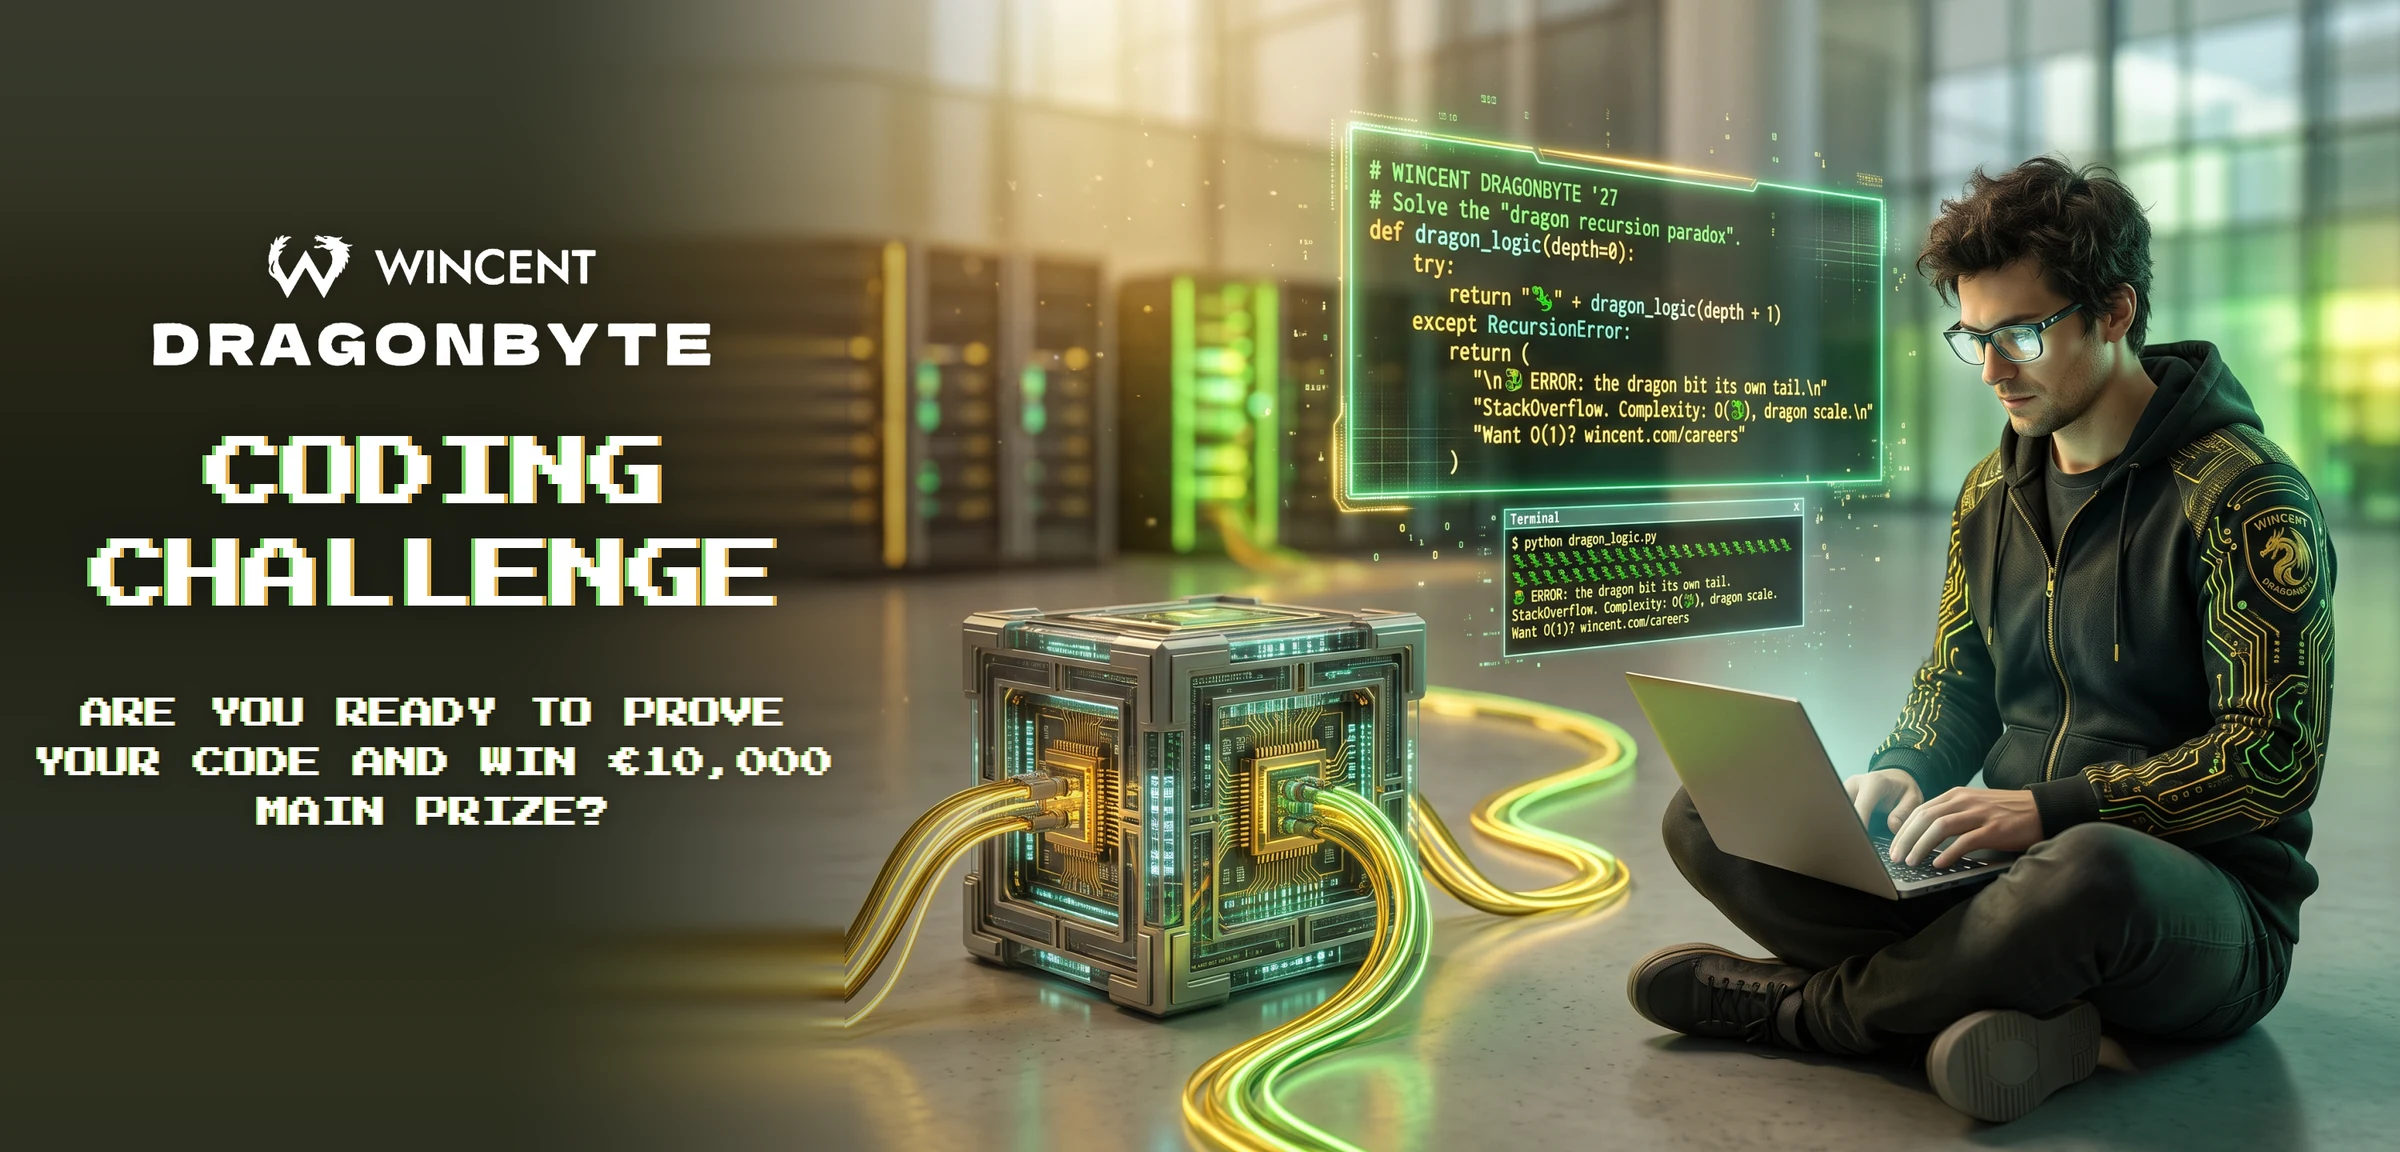 WINCENT
DRAGONBYTE
CODING
CHALLENGE
ARE YOU READY TO PROVE
YOUR CODE AND WIN €10,000
MAIN PRIZE?
# WINCENT DRAGONBYTE '27
# Solve the "dragon recursion paradox".
def dragon_logic(depth=0):
try:
return "🐉" + dragon_logic(depth + 1)
except RecursionError:
return (
"\n🐲 ERROR: the dragon bit its own tail.\n"
"StackOverflow. Complexity: O(🐲), dragon scale.\n"
"Want O(1)? wincent.com/careers"
)
Terminal X
$ python dragon_logic.py
🐲 ERROR: the dragon bit its own tail.
StackOverflow. Complexity: O(🐲), dragon scale.
Want O(1)? wincent.com/careers
WINCENT
DRAGONBYTE